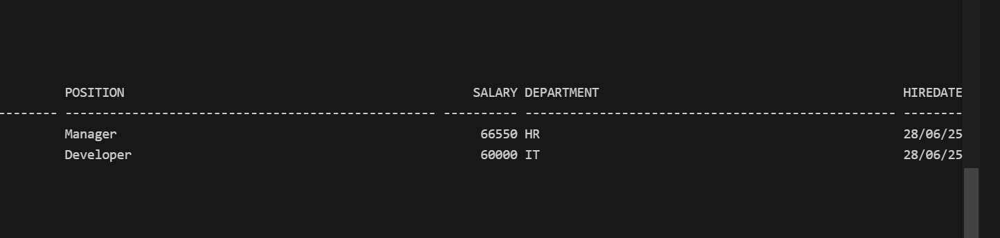 POSITION SALARY DEPARTMENT HIREDATE
-------- -------------------------------------------------- ---------- -------------------------------------------------- --------
Manager 66550 HR 28/06/25
Developer 60000 IT 28/06/25